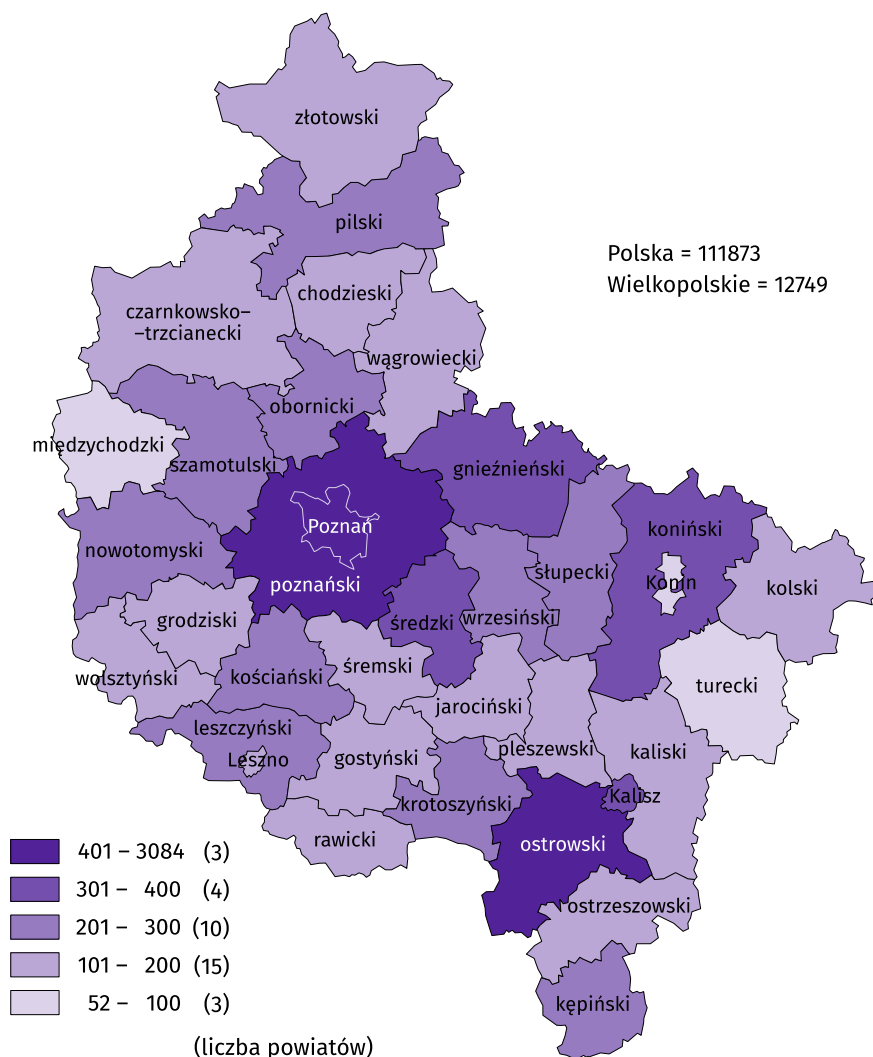 złotowski
pilski
Polska = 111873
Wielkopolskie = 12749
chodzieski
czarnkowsko–
–trzcianecki
wągrowiecki
obornicki
międzychodzki
szamotulski
gnieźnieński
Poznań
koniński
nowotomyski
słupecki
Konin
kolski
poznański
grodziski
średzki
wrzesiński
śremski
wolsztyński
kościański
turecki
jarociński
leszczyński
pleszewski
kaliski
Leszno
gostyński
Kalisz
krotoszyński
rawicki
ostrowski
401 – 3084 (3)
301 – 400 (4)
ostrzeszowski
201 – 300 (10)
101 – 200 (15)
52 – 100 (3)
kępiński
(liczba powiatów)